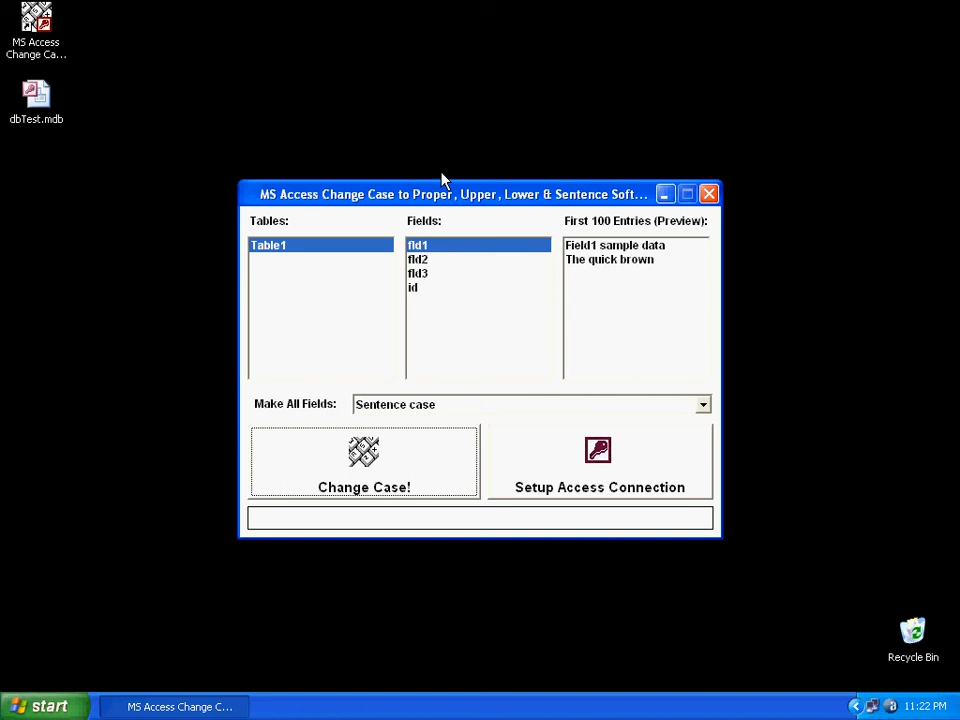 MS Access
Change Ca...
dbTest.mdb
MS Access Change Case to Proper, Upper, Lower & Sentence Soft...
Tables:
Fields:
First 100 Entries (Preview):
Table1
fld1
fld2
fld3
id
Field1 sample data
The quick brown
Make All Fields:
Sentence case
Change Case!
Setup Access Connection
Recycle Bin
start
MS Access Change C...
11:22 PM